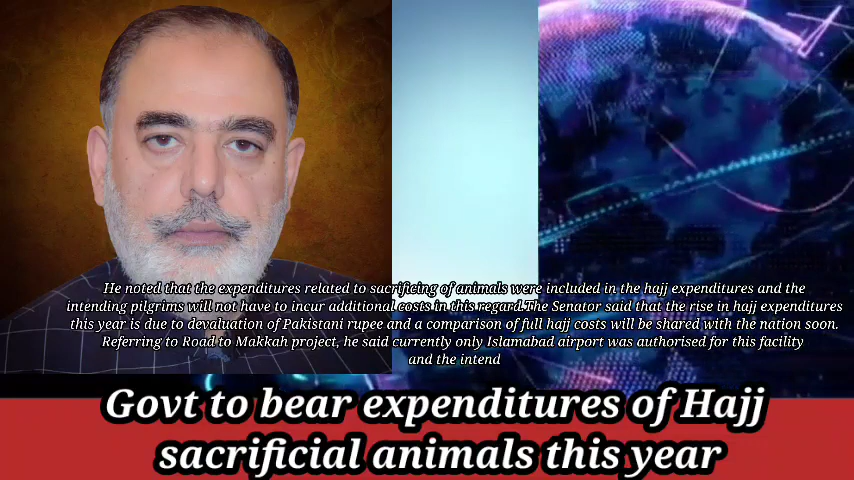 He noted that the expenditures related to sacrificing of animals were included in the hajj expenditures and the
intending pilgrims will not have to incur additional costs in this regard.The Senator said that the rise in hajj expenditures
this year is due to devaluation of Pakistani rupee and a comparison of full hajj costs will be shared with the nation soon.
Referring to Road to Makkah project, he said currently only Islamabad airport was authorised for this facility
and the intend
Govt to bear expenditures of Hajj
sacrificial animals this year